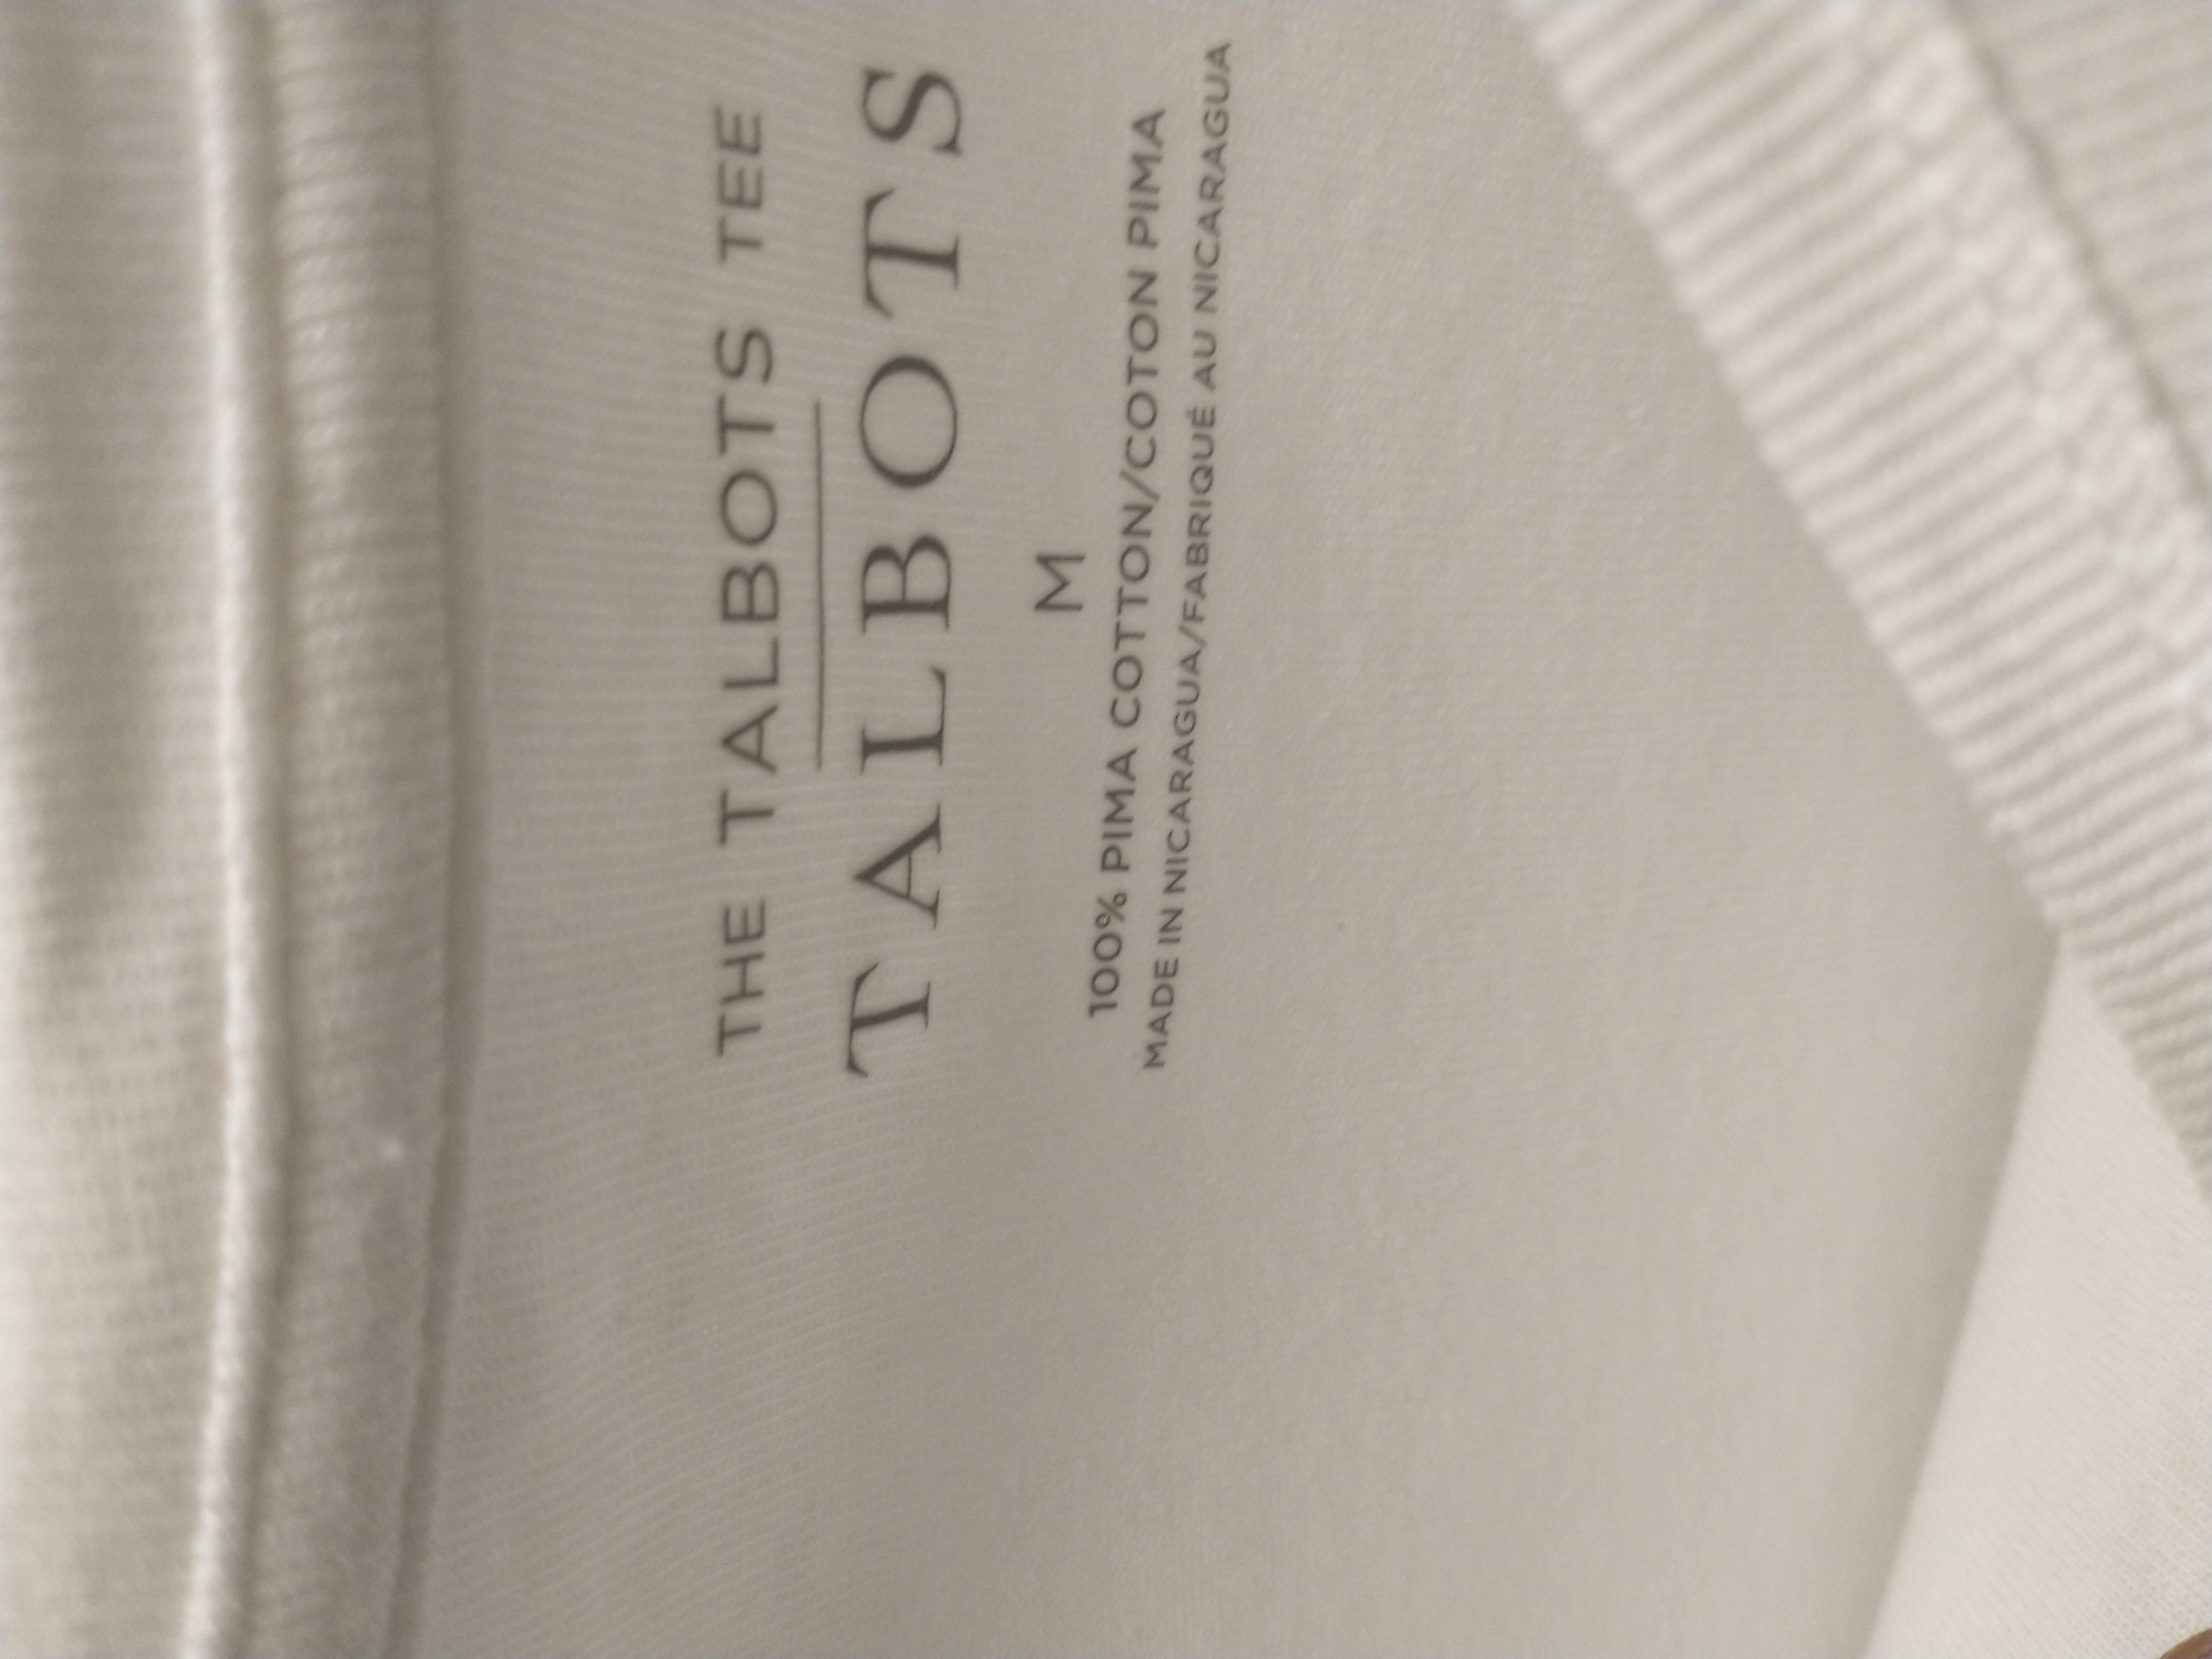 THE TALBOTS TEE
TALBOTS
M
100% PIMA COTTON/COTON PIMA
MADE IN NICARAGUA/FABRIQUÉ AU NICARAGUA